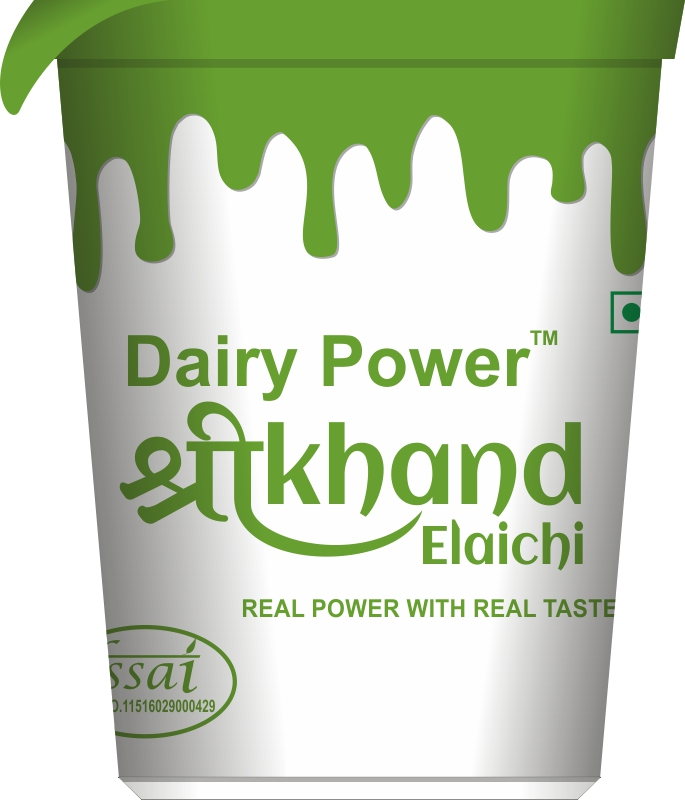 Dairy Power™
श्रीkhand
Elaichi
REAL POWER WITH REAL TASTE
ssai
.11516029000429